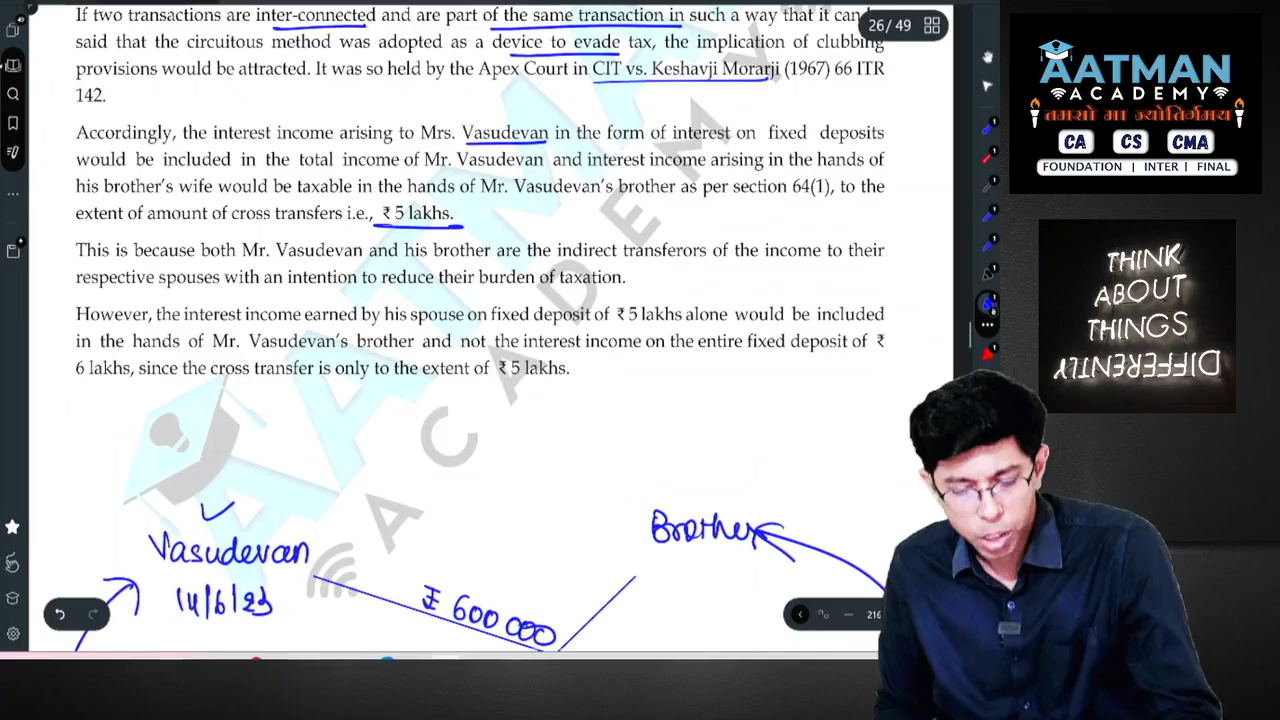 If two transactions are inter-connected and are part of the same transaction in such a way that it can
said that the circuitous method was adopted as a device to evade tax, the implication of clubbing
provisions would be attracted. It was so held by the Apex Court in CIT vs. Keshavji Morarji (1967) 66 ITR
142.
Accordingly, the interest income arising to Mrs. Vasudevan in the form of interest on fixed deposits
would be included in the total income of Mr. Vasudevan and interest income arising in the hands of
his brother's wife would be taxable in the hands of Mr. Vasudevan's brother as per section 64(1), to the
extent of amount of cross transfers i.e., ₹ 5 lakhs.
This is because both Mr. Vasudevan and his brother are the indirect transferors of the income to their
respective spouses with an intention to reduce their burden of taxation.
However, the interest income earned by his spouse on fixed deposit of ₹ 5 lakhs alone would be included
in the hands of Mr. Vasudevan's brother and not the interest income on the entire fixed deposit of ₹
6 lakhs, since the cross transfer is only to the extent of ₹ 5 lakhs.
Vasudevan
14/6/23
₹ 600 000
Brother
26 / 49
216
AATMAN
ACADEMY
तमसो मा ज्योतिर्गमय
CA CS CMA
FOUNDATION | INTER | FINAL
THINK
ABOUT
THINGS
DIFFERENTLY